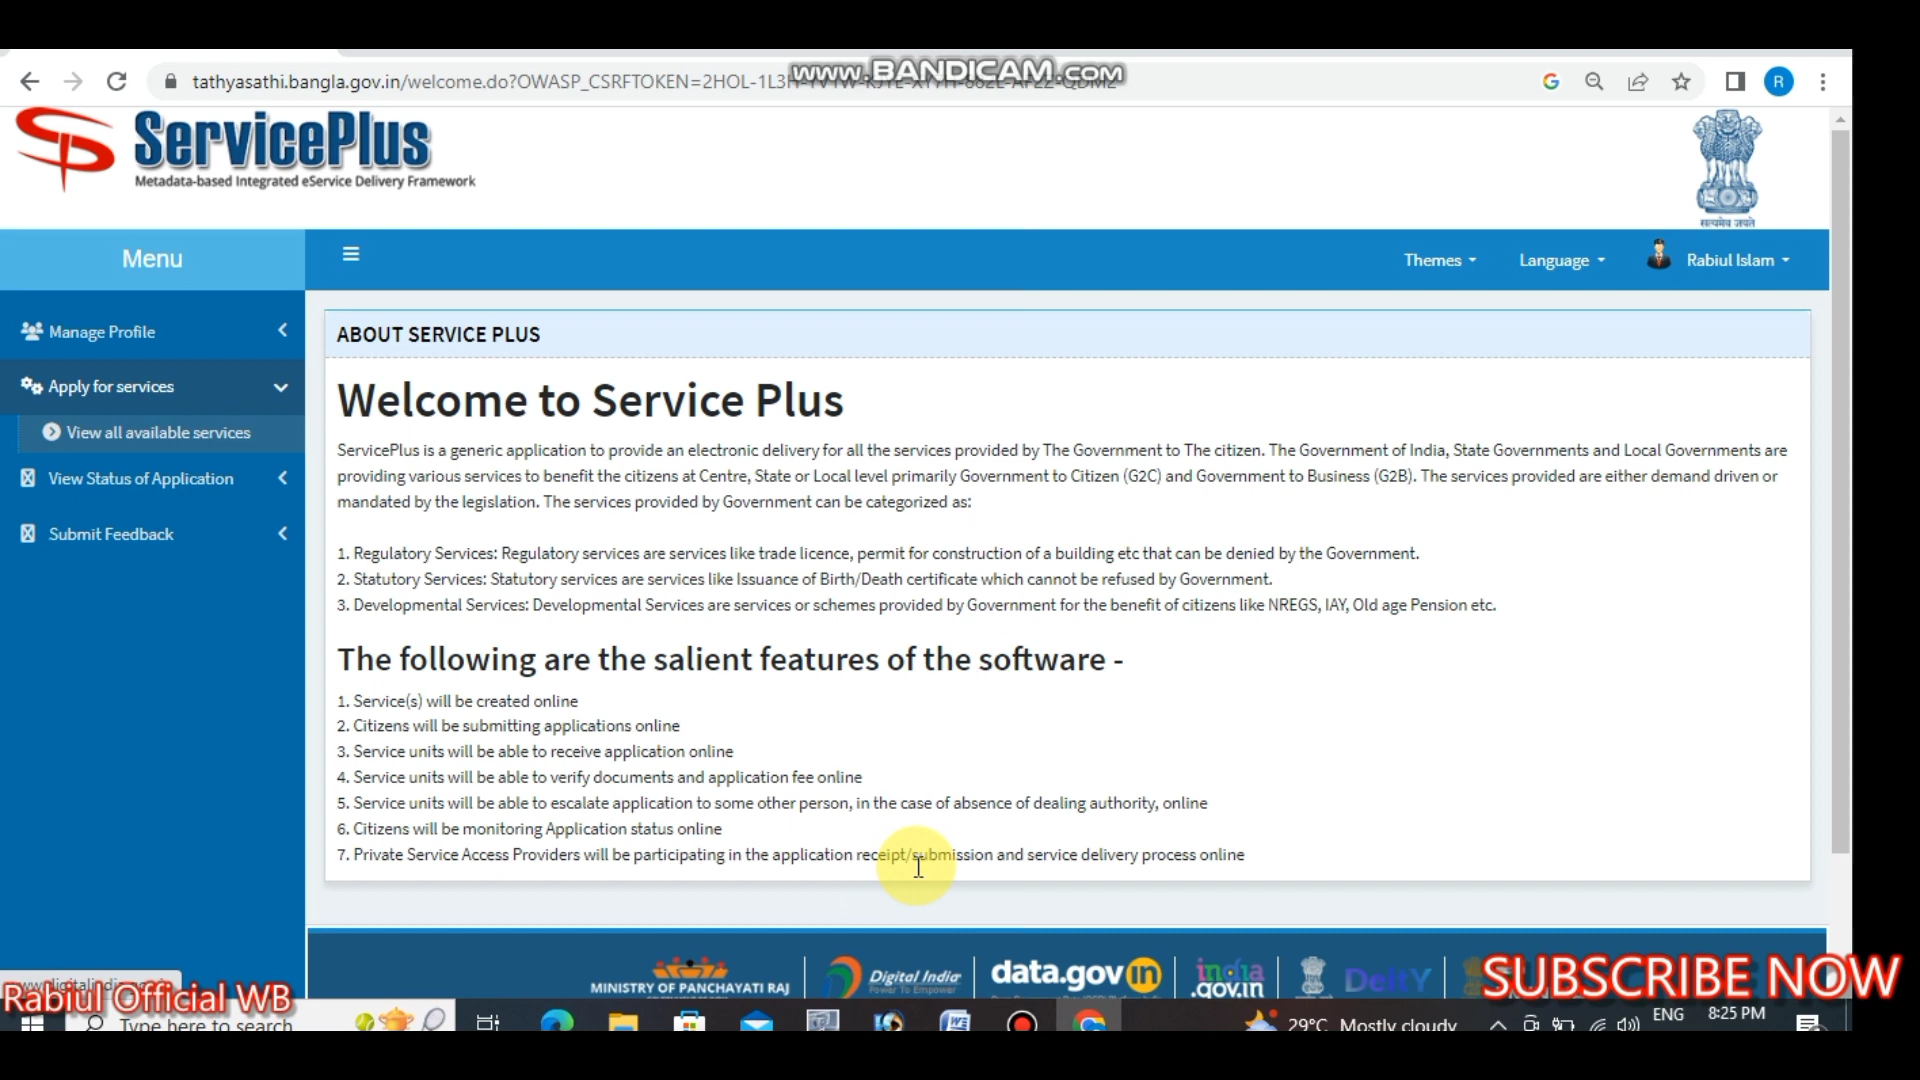 www.BANDICAM.com
tathyasathi.bangla.gov.in/welcome.do?OWASP_CSRFTOKEN=2HOL-1L3
ServicePlus
Metadata-based Integrated eService Delivery Framework
सत्यमेव जयते
Menu
Themes
Language
Rabiul Islam
Manage Profile
Apply for services
View all available services
View Status of Application
Submit Feedback
ABOUT SERVICE PLUS
Welcome to Service Plus
ServicePlus is a generic application to provide an electronic delivery for all the services provided by The Government to The citizen. The Government of India, State Governments and Local Governments are
providing various services to benefit the citizens at Centre, State or Local level primarily Government to Citizen (G2C) and Government to Business (G2B). The services provided are either demand driven or
mandated by the legislation. The services provided by Government can be categorized as:
1. Regulatory Services: Regulatory services are services like trade licence, permit for construction of a building etc that can be denied by the Government.
2. Statutory Services: Statutory services are services like Issuance of Birth/Death certificate which cannot be refused by Government.
3. Developmental Services: Developmental Services are services or schemes provided by Government for the benefit of citizens like NREGS, IAY, Old age Pension etc.
The following are the salient features of the software -
1. Service(s) will be created online
2. Citizens will be submitting applications online
3. Service units will be able to receive application online
4. Service units will be able to verify documents and application fee online
5. Service units will be able to escalate application to some other person, in the case of absence of dealing authority, online
6. Citizens will be monitoring Application status online
7. Private Service Access Providers will be participating in the application receipt/submission and service delivery process online
MINISTRY OF PANCHAYATI RAJ
Digital India
Power To Empower
data.gov in
india
.gov.in
DeitY
SUBSCRIBE NOW
Rabiul Official WB
Type here to search
29°C Mostly cloudy
ENG
8:25 PM